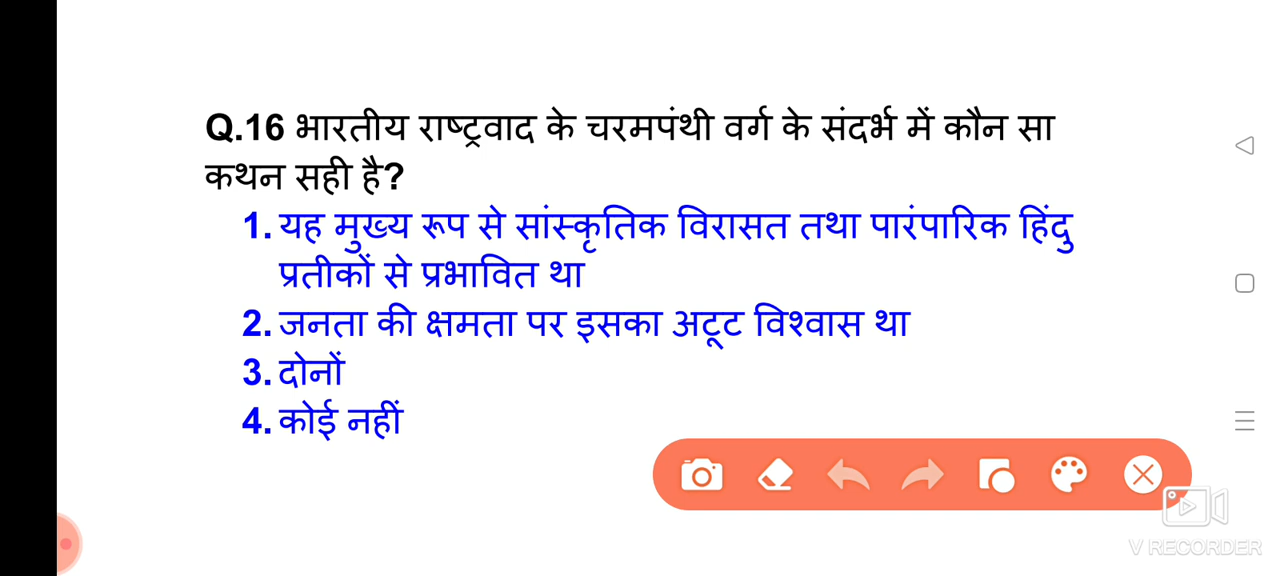 Q.16 भारतीय राष्ट्रवाद के चरमपंथी वर्ग के संदर्भ में कौन सा
कथन सही है?
1. यह मुख्य रूप से सांस्कृतिक विरासत तथा पारंपारिक हिंदु
प्रतीकों से प्रभावित था
2. जनता की क्षमता पर इसका अटूट विश्वास था
3. दोनों
4. कोई नहीं
V RECORDER